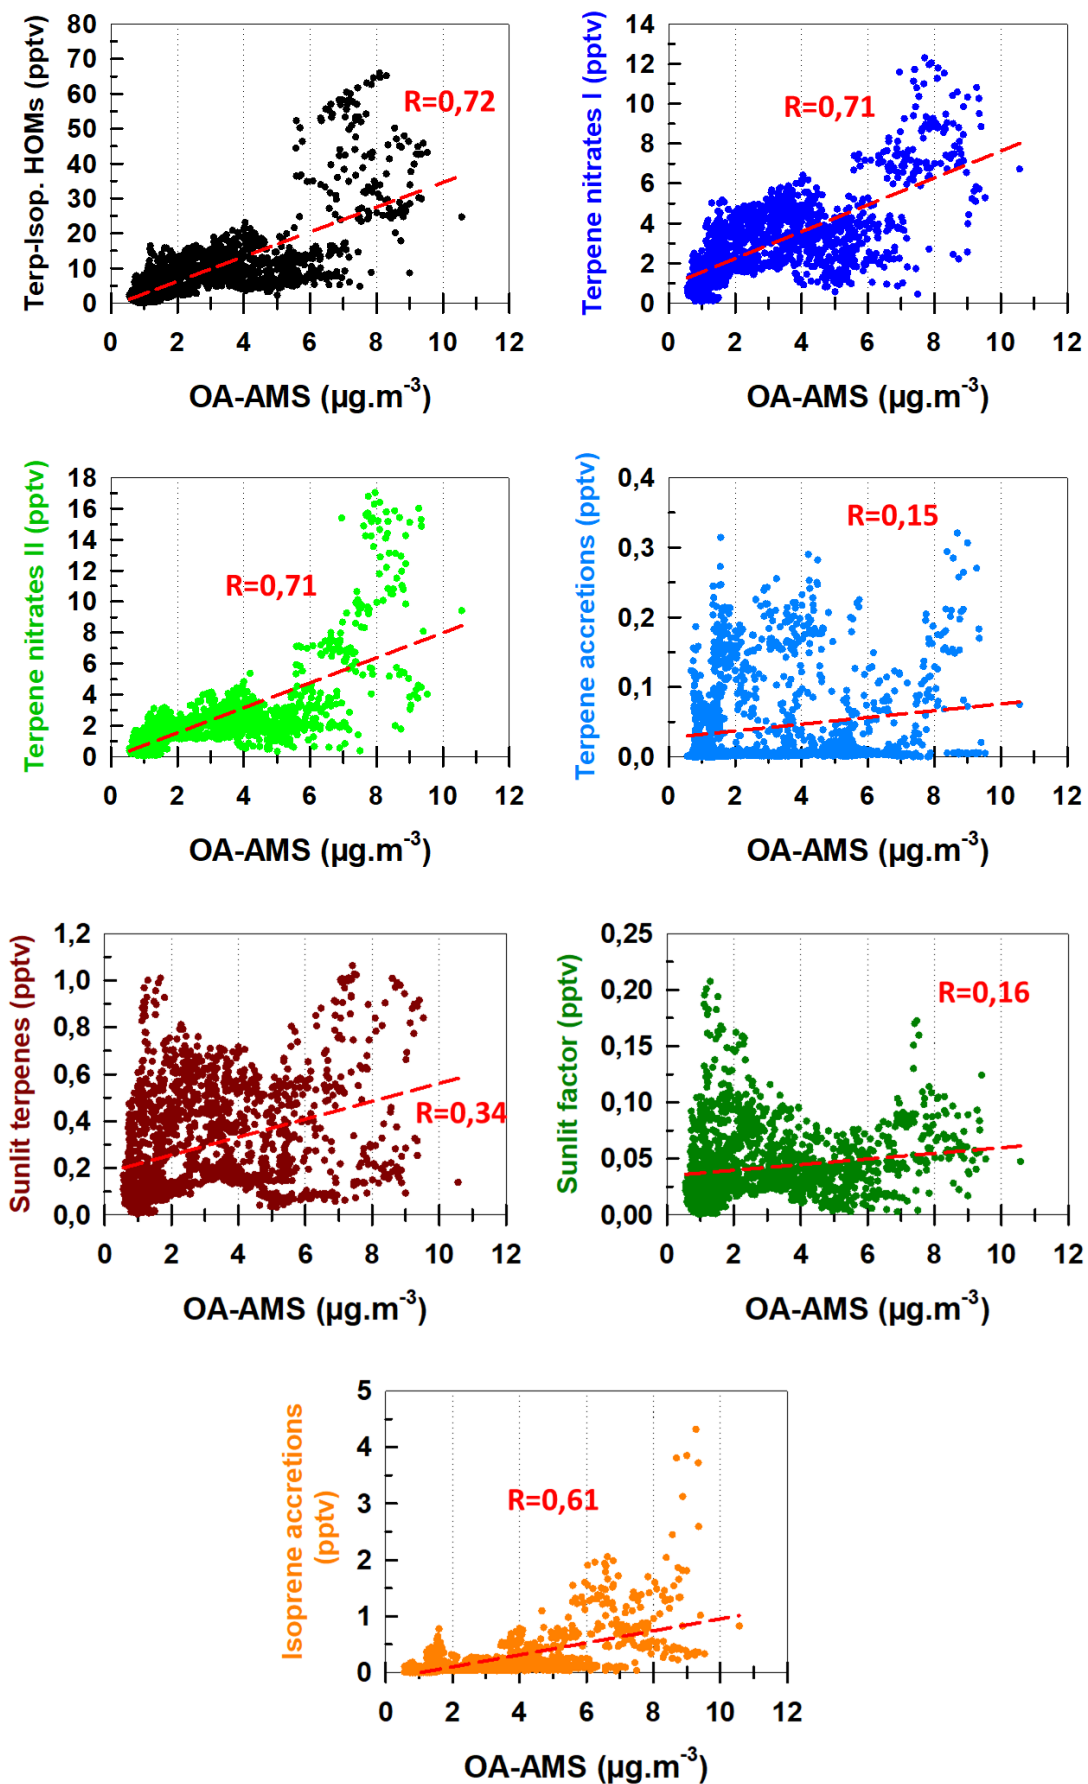 Terp-Isop. HOMs (pptv)
80
70
60
50
40
30
20
10
0
R=0,72
0 2 4 6 8 10 12
OA-AMS (µg.m⁻³)
Terpene nitrates I (pptv)
14
12
10
8
6
4
2
0
R=0,71
0 2 4 6 8 10 12
OA-AMS (µg.m⁻³)
Terpene nitrates II (pptv)
18
16
14
12
10
8
6
4
2
0
R=0,71
0 2 4 6 8 10 12
OA-AMS (µg.m⁻³)
Terpene accretions (pptv)
0,4
0,3
0,2
0,1
0,0
R=0,15
0 2 4 6 8 10 12
OA-AMS (µg.m⁻³)
Sunlit terpenes (pptv)
1,2
1,0
0,8
0,6
0,4
0,2
0,0
R=0,34
0 2 4 6 8 10 12
OA-AMS (µg.m⁻³)
Sunlit factor (pptv)
0,25
0,20
0,15
0,10
0,05
0,00
R=0,16
0 2 4 6 8 10 12
OA-AMS (µg.m⁻³)
Isoprene accretions
(pptv)
5
4
3
2
1
0
R=0,61
0 2 4 6 8 10 12
OA-AMS (µg.m⁻³)